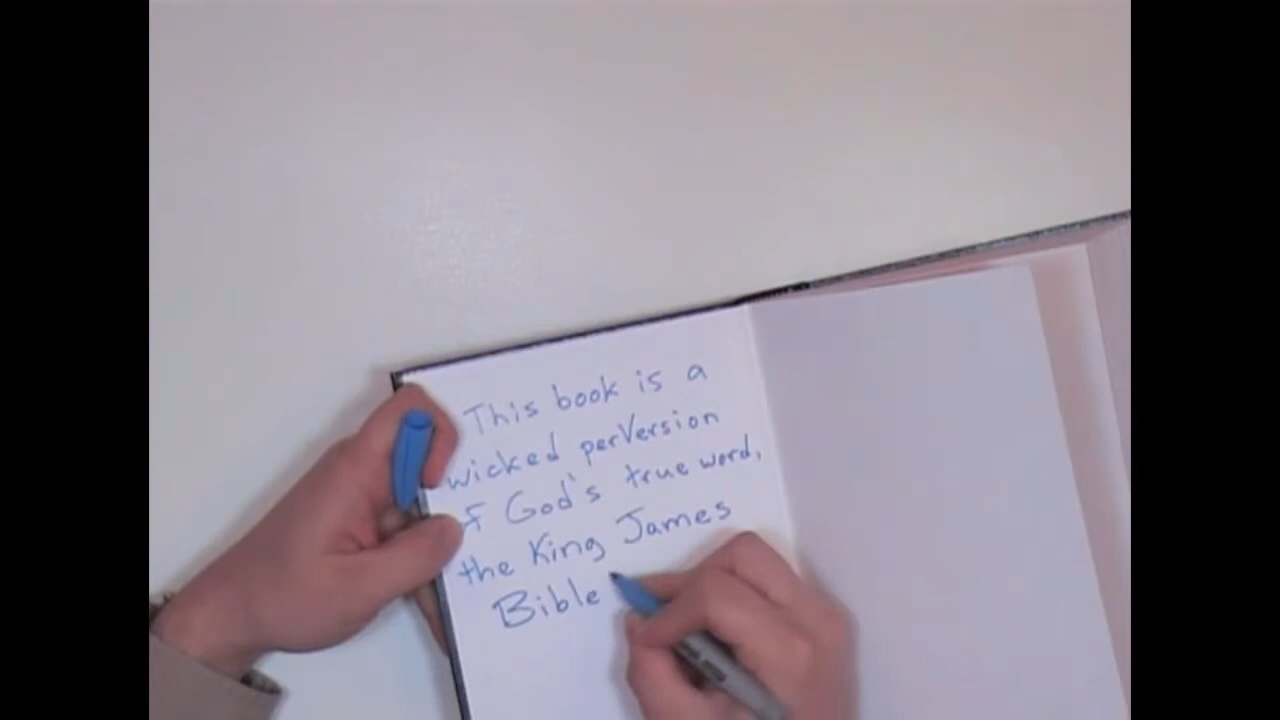 This book is a
wicked perVersion
of God's true word,
the King James
Bible